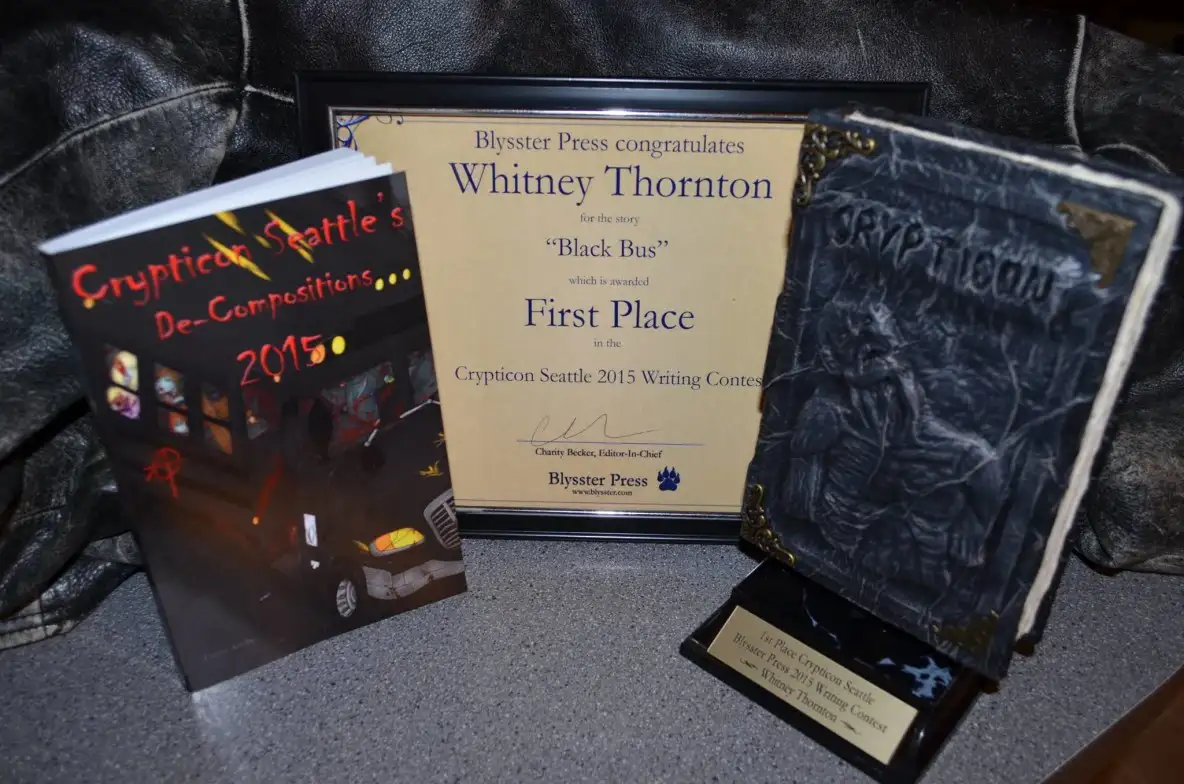 Crypticon Seattle's
De-Compositions...
2015
Blysster Press congratulates
Whitney Thornton
for the story
“Black Bus”
which is awarded
First Place
in the
Crypticon Seattle 2015 Writing Contes
Charity Becker, Editor-In-Chief
Blysster Press
www.blysster.com
CRYPTICON
1st Place Crypticon Seattle
Blysster Press 2015 Writing Contest
Whitney Thornton